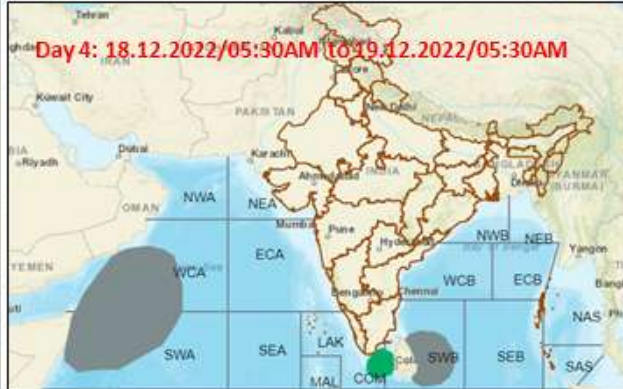 Tehran
Kabul
Day 4: 18.12.2022/05:30AM to 19.12.2022/05:30AM
IRAN
Lahore
Kuwait City
New Delhi
PAKISTAN
NEPAL
Riyadh
Dubai
Karachi
Ahmedabad
INDIA
MYANMAR
(BURMA)
OMAN
NWA
NEA
Mumbai
Pune
Hyderabad
NWB
NEB
YEMEN
WCA
ECA
Yangon
WCB
ECB
Bengaluru
Chennai
NAS
SWA
SEA
LAK
SWB
SEB
SAS
MAL
COM